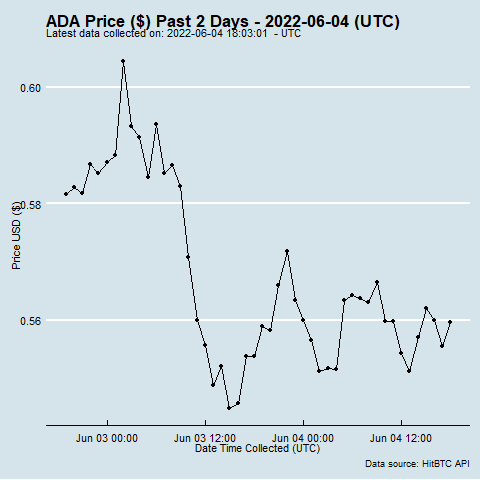 ADA Price ($) Past 2 Days - 2022-06-04 (UTC)
Latest data collected on: 2022-06-04 18:03:01 - UTC
0.60
0.58
0.56
Price USD ($)
Jun 03 00:00 Jun 03 12:00 Jun 04 00:00 Jun 04 12:00
Date Time Collected (UTC)
Data source: HitBTC API